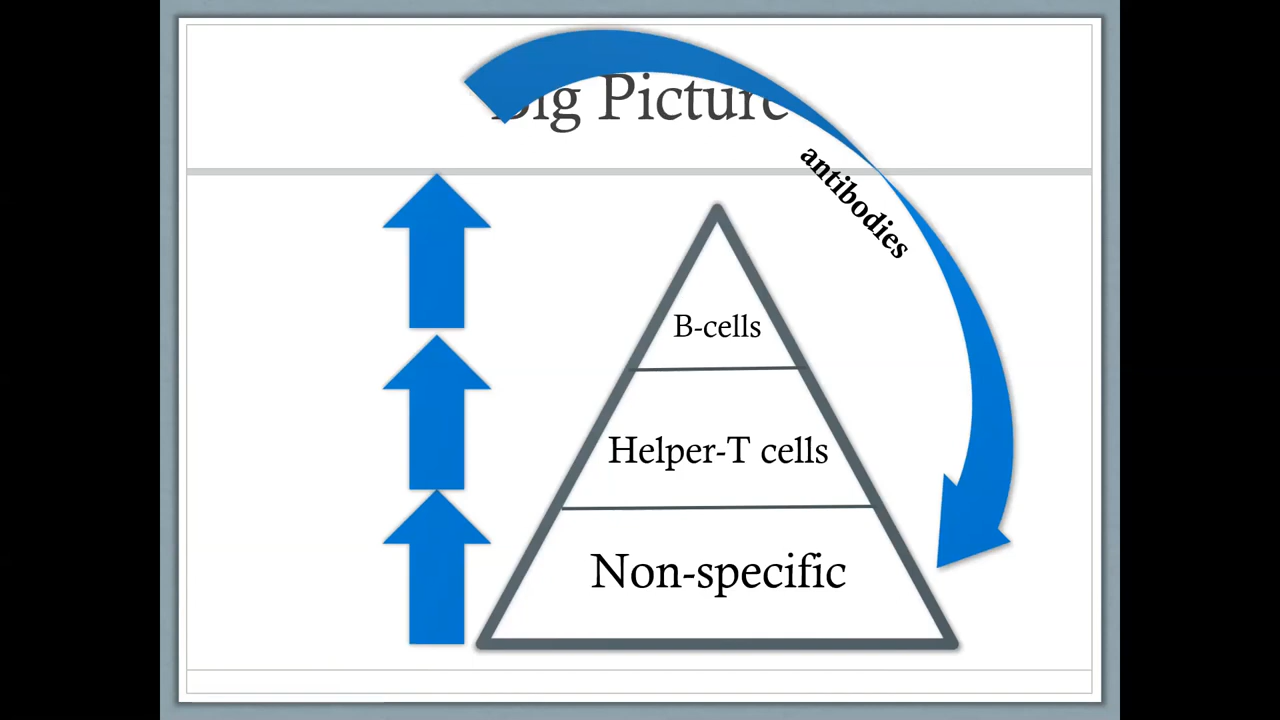 Big Picture
antibodies
B-cells
Helper-T cells
Non-specific